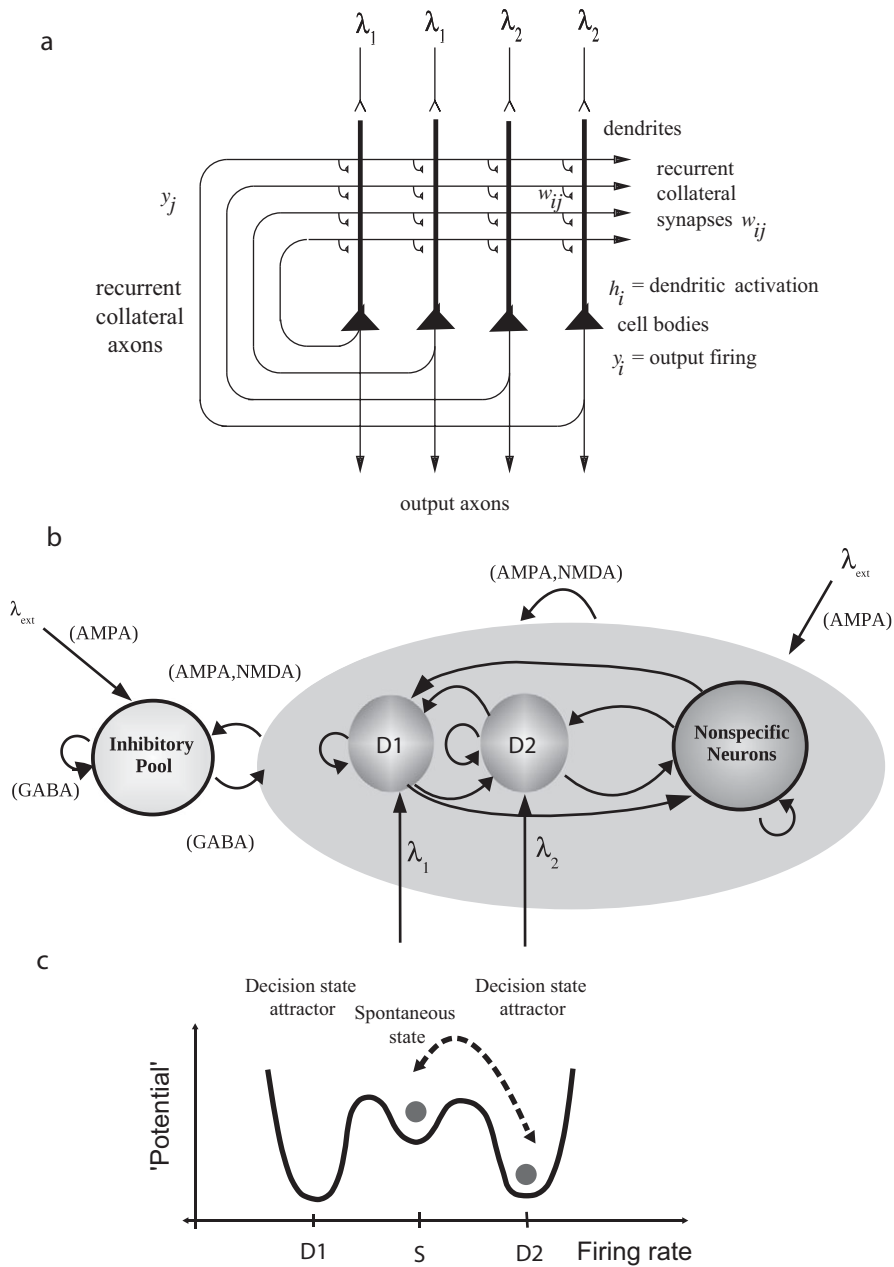 a
λ1 λ1 λ2 λ2
dendrites
recurrent
collateral
synapses wij
wij
yj
recurrent
collateral
axons
hi = dendritic activation
cell bodies
yi = output firing
output axons
b
λext
(AMPA)
(AMPA,NMDA)
λext
(AMPA)
(AMPA,NMDA)
Inhibitory
Pool
D1
D2
Nonspecific
Neurons
(GABA)
(GABA)
λ1
λ2
c
Decision state
attractor
Spontaneous
state
Decision state
attractor
'Potential'
D1
S
D2
Firing rate